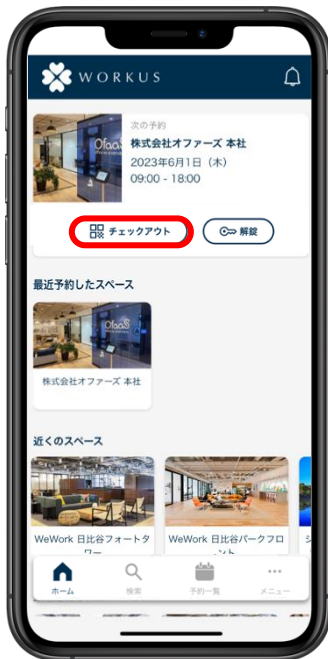 WORKUS
次の予約
株式会社オファーズ 本社
2023年6月1日（木）
09:00 - 18:00
OfaaS
チェックアウト
解錠
最近予約したスペース
OfaaS
株式会社オファーズ 本社
近くのスペース
WeWork 日比谷フォートタ
ワー
WeWork 日比谷パークフロ
ント
ホーム
検索
予約一覧
メニュー